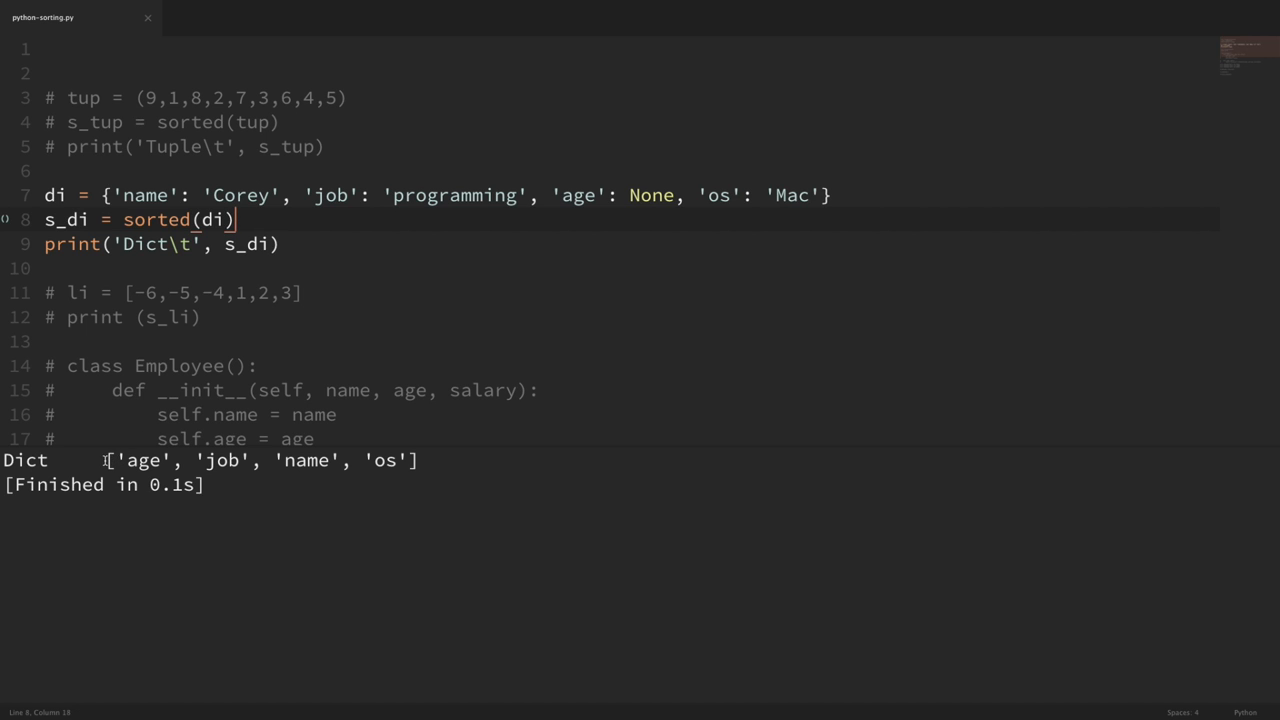 python-sorting.py
1
2
3 # tup = (9,1,8,2,7,3,6,4,5)
4 # s_tup = sorted(tup)
5 # print('Tuple\t', s_tup)
6
7 di = {'name': 'Corey', 'job': 'programming', 'age': None, 'os': 'Mac'}
8 s_di = sorted(di)
9 print('Dict\t', s_di)
10
11 # li = [-6,-5,-4,1,2,3]
12 # print (s_li)
13
14 # class Employee():
15 #     def __init__(self, name, age, salary):
16 #         self.name = name
17 #         self.age = age
Dict     ['age', 'job', 'name', 'os']
[Finished in 0.1s]
Line 8, Column 18
Spaces: 4
Python